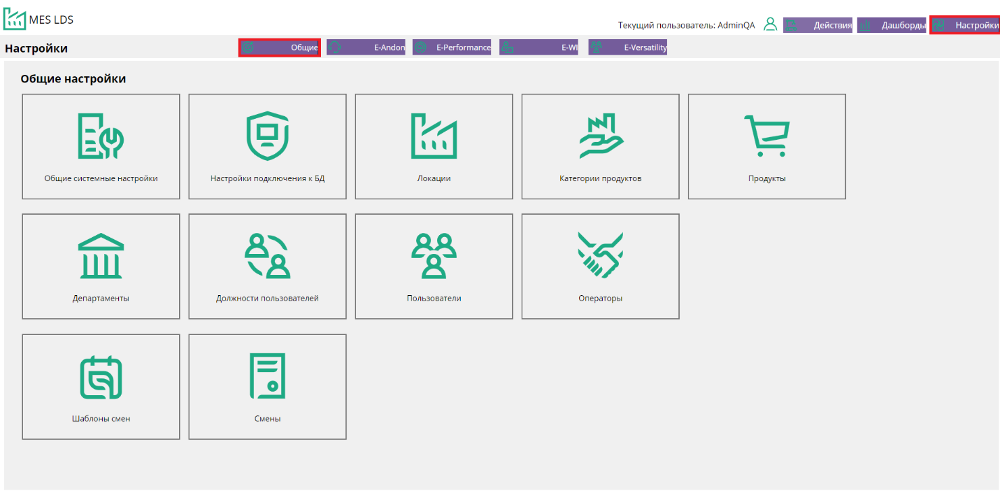 MES LDS
Текущий пользователь: AdminQA
Действия
Дашборды
Настройки
Настройки
Общие
E-Andon
E-Performance
E-WI
E-Versatility
Общие настройки
Общие системные настройки
Настройки подключения к БД
Локации
Категории продуктов
Продукты
Департаменты
Должности пользователей
Пользователи
Операторы
Шаблоны смен
Смены